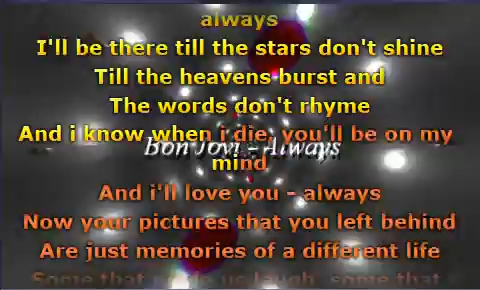 always
I'll be there till the stars don't shine
Till the heavens burst and
The words don't rhyme
And i know when i die, you'll be on my
mind
Bon Jovi - Always
And i'll love you - always
Now your pictures that you left behind
Are just memories of a different life
Some that made us laugh, some that